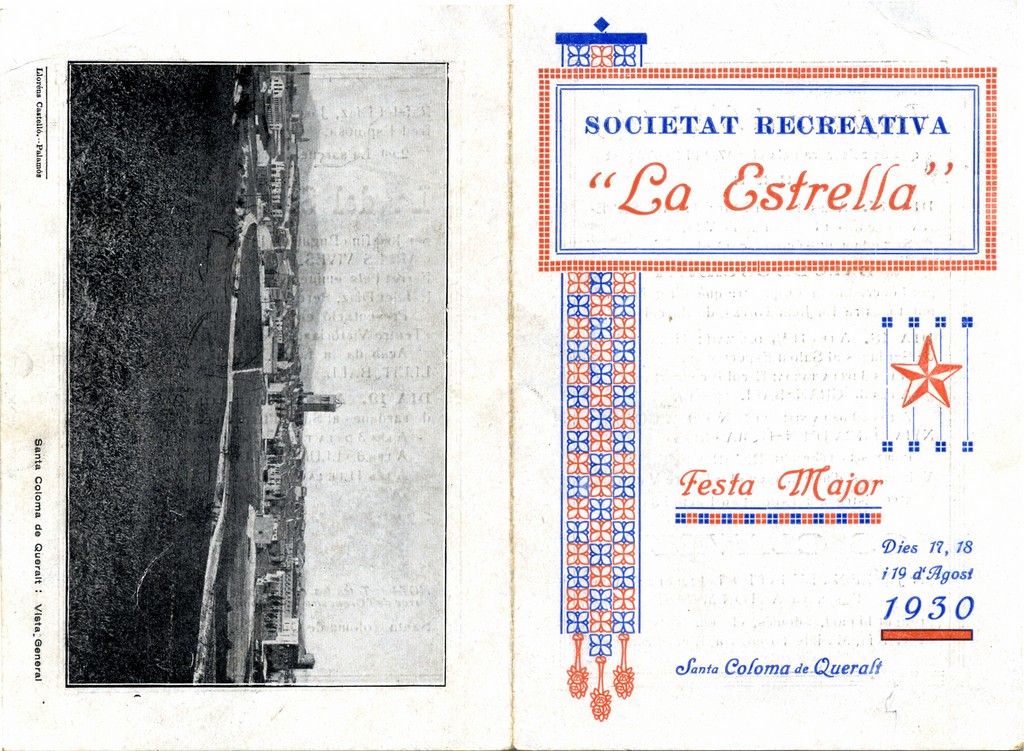 Lloréns Castelló. - Palamós
Santa Coloma de Queralt : Vista General
SOCIETAT RECREATIVA
“La Estrella”
Festa Major
Dies 17, 18
i 19 d'Agost
1930
Santa Coloma de Queralt